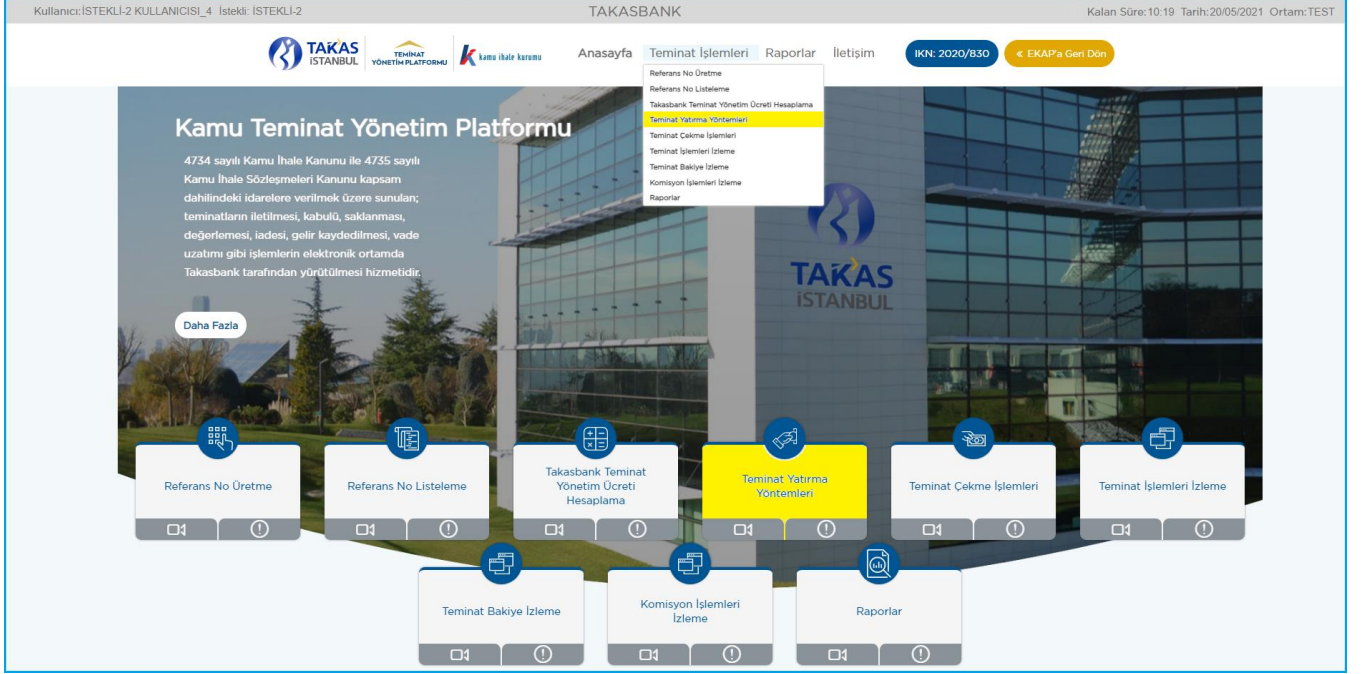 Kullanıcı:İSTEKLİ-2 KULLANICISI_4 İstekli: İSTEKLİ-2 TAKASBANK Kalan Süre:10:19 Tarih:20/05/2021 Ortam:TEST
TAKAS
İSTANBUL
TEMİNAT
YÖNETİM PLATFORMU
kamu ihale kurumu
Anasayfa Teminat İşlemleri Raporlar İletişim IKN: 2020/830 « EKAP'a Geri Dön
Referans No Üretme
Referans No Listeleme
Takasbank Teminat Yönetim Ücreti Hesaplama
Teminat Yatırma Yöntemleri
Teminat Çekme İşlemleri
Teminat İşlemleri İzleme
Teminat Bakiye İzleme
Komisyon İşlemleri İzleme
Raporlar
Kamu Teminat Yönetim Platformu
4734 sayılı Kamu İhale Kanunu ile 4735 sayılı
Kamu İhale Sözleşmeleri Kanunu kapsam
dahilindeki idarelere verilmek üzere sunulan;
teminatların iletilmesi, kabulü, saklanması,
değerlemesi, iadesi, gelir kaydedilmesi, vade
uzatımı gibi işlemlerin elektronik ortamda
Takasbank tarafından yürütülmesi hizmetidir.
Daha Fazla
TAKAS
İSTANBUL
Referans No Üretme
Referans No Listeleme
Takasbank Teminat
Yönetim Ücreti
Hesaplama
Teminat Yatırma
Yöntemleri
Teminat Çekme İşlemleri
Teminat İşlemleri İzleme
Teminat Bakiye İzleme
Komisyon İşlemleri
İzleme
Raporlar